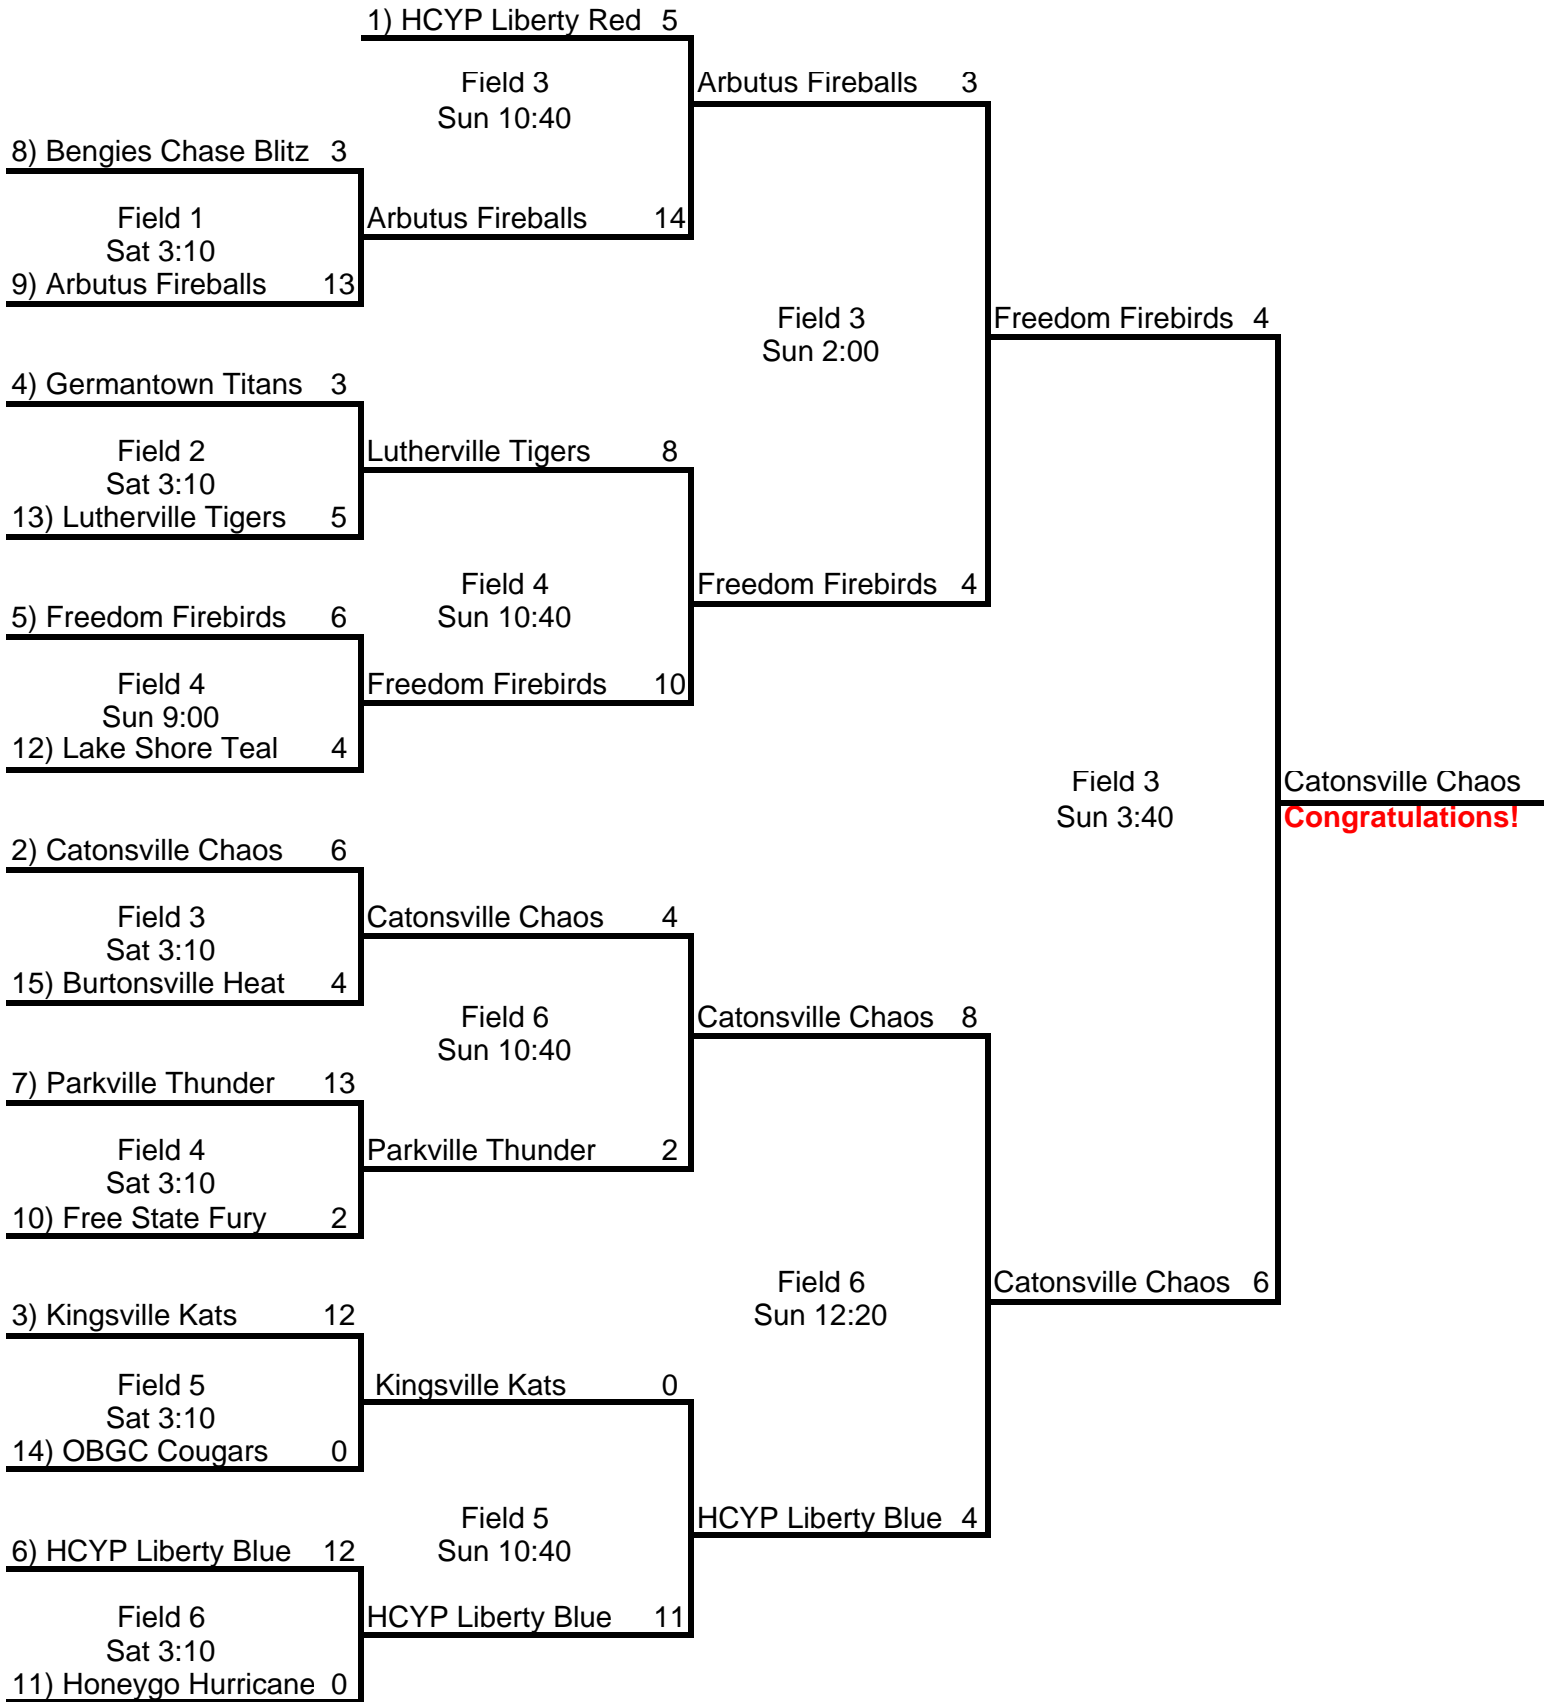 1) HCYP Liberty Red 5
Field 3
Sun 10:40
Arbutus Fireballs 3
8) Bengies Chase Blitz 3
Field 1
Sat 3:10
9) Arbutus Fireballs 13
Arbutus Fireballs 14
Field 3
Sun 2:00
Freedom Firebirds 4
4) Germantown Titans 3
Field 2
Sat 3:10
13) Lutherville Tigers 5
Lutherville Tigers 8
Field 4
Sun 10:40
Freedom Firebirds 4
5) Freedom Firebirds 6
Field 4
Sun 9:00
12) Lake Shore Teal 4
Freedom Firebirds 10
Field 3
Sun 3:40
Catonsville Chaos
Congratulations!
2) Catonsville Chaos 6
Field 3
Sat 3:10
15) Burtonsville Heat 4
Catonsville Chaos 4
Field 6
Sun 10:40
Catonsville Chaos 8
7) Parkville Thunder 13
Field 4
Sat 3:10
10) Free State Fury 2
Parkville Thunder 2
Field 6
Sun 12:20
Catonsville Chaos 6
3) Kingsville Kats 12
Field 5
Sat 3:10
14) OBGC Cougars 0
Kingsville Kats 0
Field 5
Sun 10:40
HCYP Liberty Blue 4
6) HCYP Liberty Blue 12
Field 6
Sat 3:10
11) Honeygo Hurricane 0
HCYP Liberty Blue 11